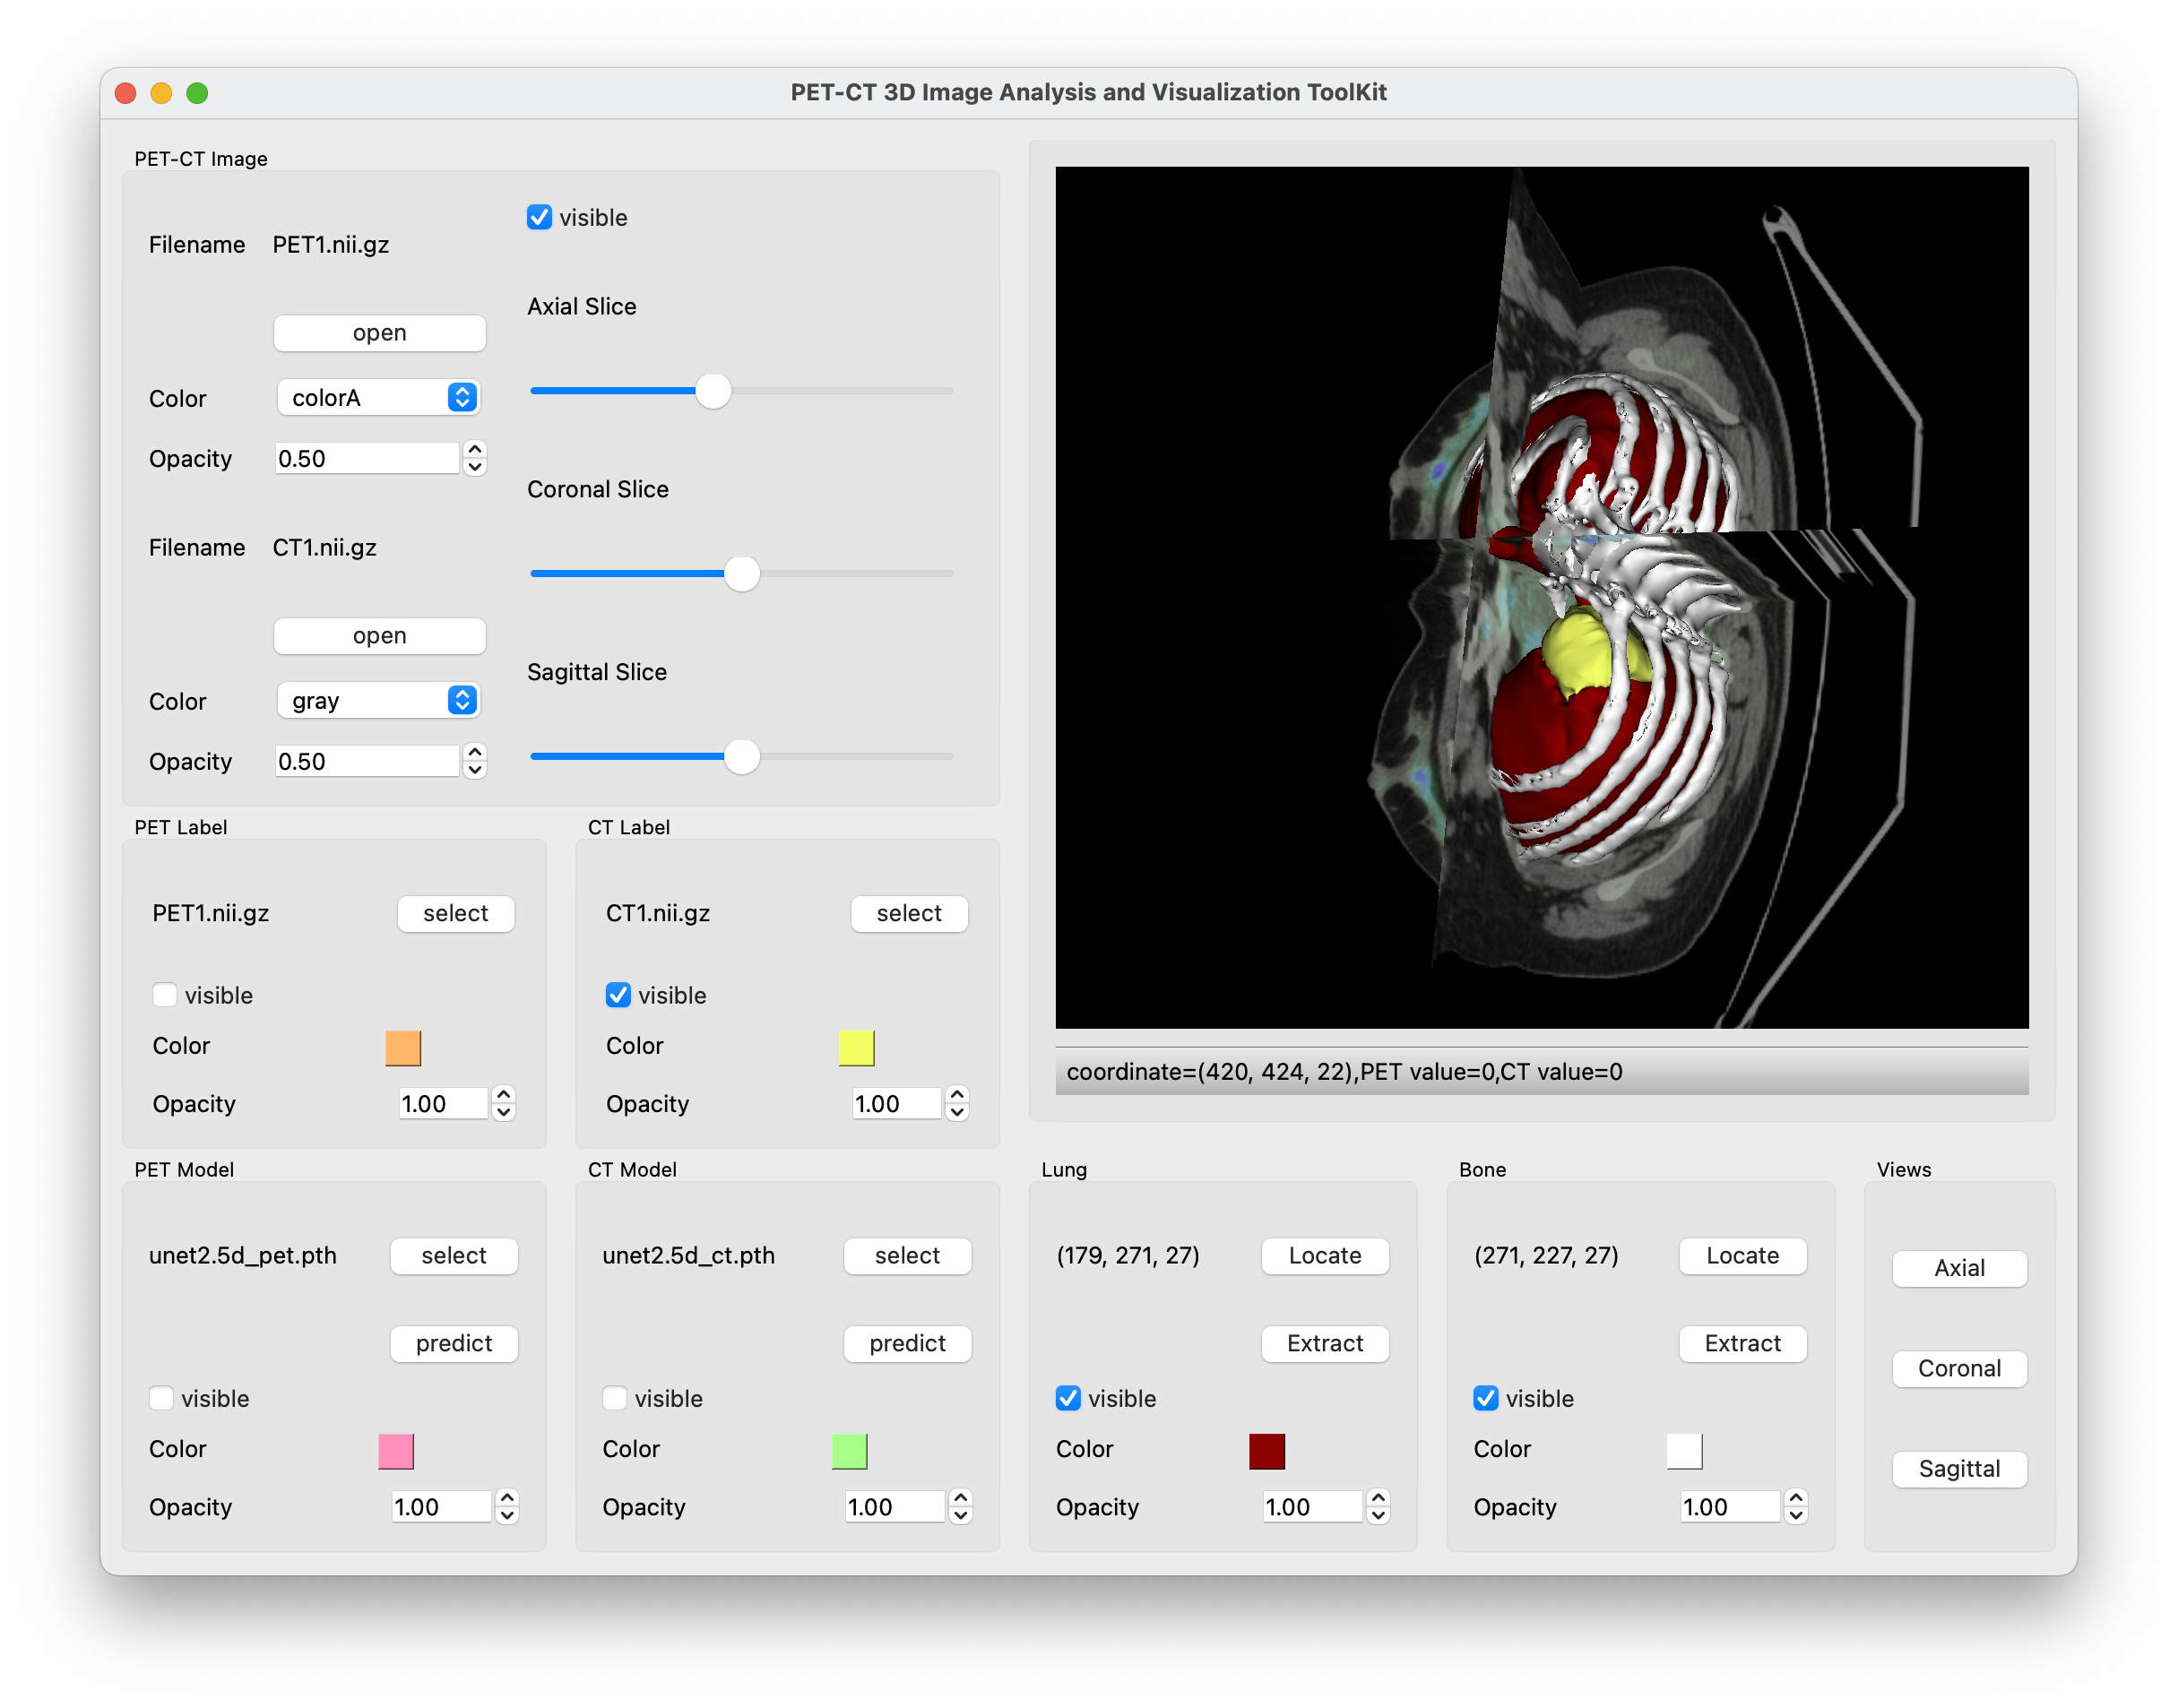 PET-CT 3D Image Analysis and Visualization ToolKit
PET-CT Image
visible
Filename PET1.nii.gz
Axial Slice
open
Color colorA
Opacity 0.50
Coronal Slice
Filename CT1.nii.gz
open
Sagittal Slice
Color gray
Opacity 0.50
coordinate=(420, 424, 22),PET value=0,CT value=0
PET Label
PET1.nii.gz select
visible
Color
Opacity 1.00
CT Label
CT1.nii.gz select
visible
Color
Opacity 1.00
PET Model
unet2.5d_pet.pth select
predict
visible
Color
Opacity 1.00
CT Model
unet2.5d_ct.pth select
predict
visible
Color
Opacity 1.00
Lung
(179, 271, 27) Locate
Extract
visible
Color
Opacity 1.00
Bone
(271, 227, 27) Locate
Extract
visible
Color
Opacity 1.00
Views
Axial
Coronal
Sagittal